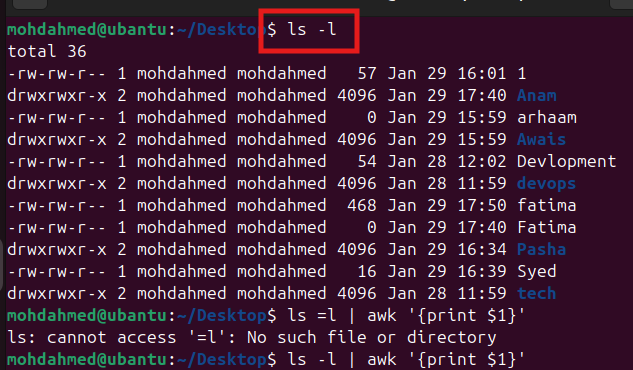 mohdahmed@ubantu:~/Desktop$ ls -l
total 36
-rw-rw-r-- 1 mohdahmed mohdahmed   57 Jan 29 16:01 1
drwxrwxr-x 2 mohdahmed mohdahmed 4096 Jan 29 17:40 Anam
-rw-rw-r-- 1 mohdahmed mohdahmed    0 Jan 29 15:59 arhaam
drwxrwxr-x 2 mohdahmed mohdahmed 4096 Jan 29 15:59 Awais
-rw-rw-r-- 1 mohdahmed mohdahmed   54 Jan 28 12:02 Devlopment
drwxrwxr-x 2 mohdahmed mohdahmed 4096 Jan 28 11:59 devops
-rw-rw-r-- 1 mohdahmed mohdahmed  468 Jan 29 17:50 fatima
-rw-rw-r-- 1 mohdahmed mohdahmed    0 Jan 29 17:40 Fatima
drwxrwxr-x 2 mohdahmed mohdahmed 4096 Jan 29 16:34 Pasha
-rw-rw-r-- 1 mohdahmed mohdahmed   16 Jan 29 16:39 Syed
drwxrwxr-x 2 mohdahmed mohdahmed 4096 Jan 28 11:59 tech
mohdahmed@ubantu:~/Desktop$ ls =l | awk '{print $1}'
ls: cannot access '=l': No such file or directory
mohdahmed@ubantu:~/Desktop$ ls -l | awk '{print $1}'